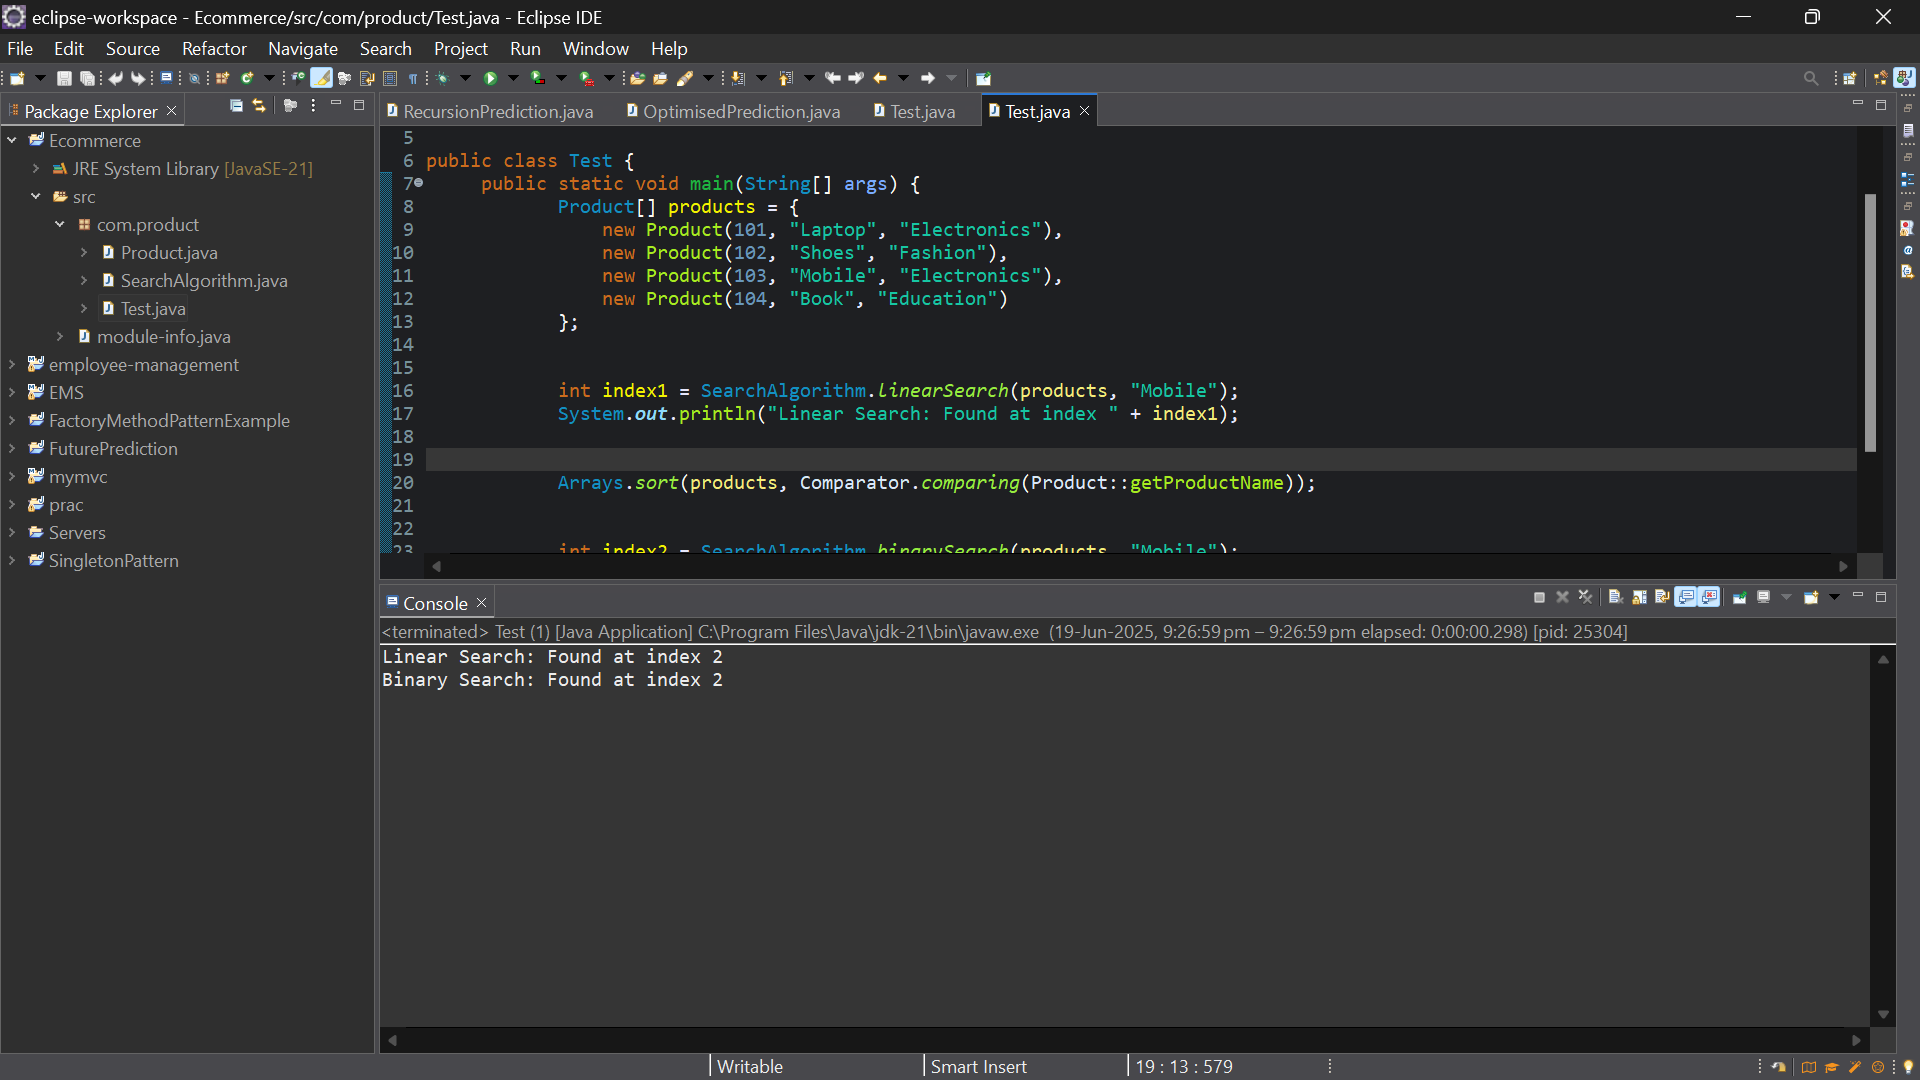 eclipse-workspace - Ecommerce/src/com/product/Test.java - Eclipse IDE
File Edit Source Refactor Navigate Search Project Run Window Help
Package Explorer
Ecommerce
JRE System Library [JavaSE-21]
src
com.product
Product.java
SearchAlgorithm.java
Test.java
module-info.java
employee-management
EMS
FactoryMethodPatternExample
FuturePrediction
mymvc
prac
Servers
SingletonPattern
RecursionPrediction.java OptimisedPrediction.java Test.java Test.java
5
6 public class Test {
7 public static void main(String[] args) {
8 Product[] products = {
9 new Product(101, "Laptop", "Electronics"),
10 new Product(102, "Shoes", "Fashion"),
11 new Product(103, "Mobile", "Electronics"),
12 new Product(104, "Book", "Education")
13 };
14
15
16 int index1 = SearchAlgorithm.linearSearch(products, "Mobile");
17 System.out.println("Linear Search: Found at index " + index1);
18
19
20 Arrays.sort(products, Comparator.comparing(Product::getProductName));
21
22
23 int index2 = SearchAlgorithm.binarySearch(products, "Mobile");
Console
<terminated> Test (1) [Java Application] C:\Program Files\Java\jdk-21\bin\javaw.exe (19-Jun-2025, 9:26:59 pm – 9:26:59 pm elapsed: 0:00:00.298) [pid: 25304]
Linear Search: Found at index 2
Binary Search: Found at index 2
Writable Smart Insert 19 : 13 : 579